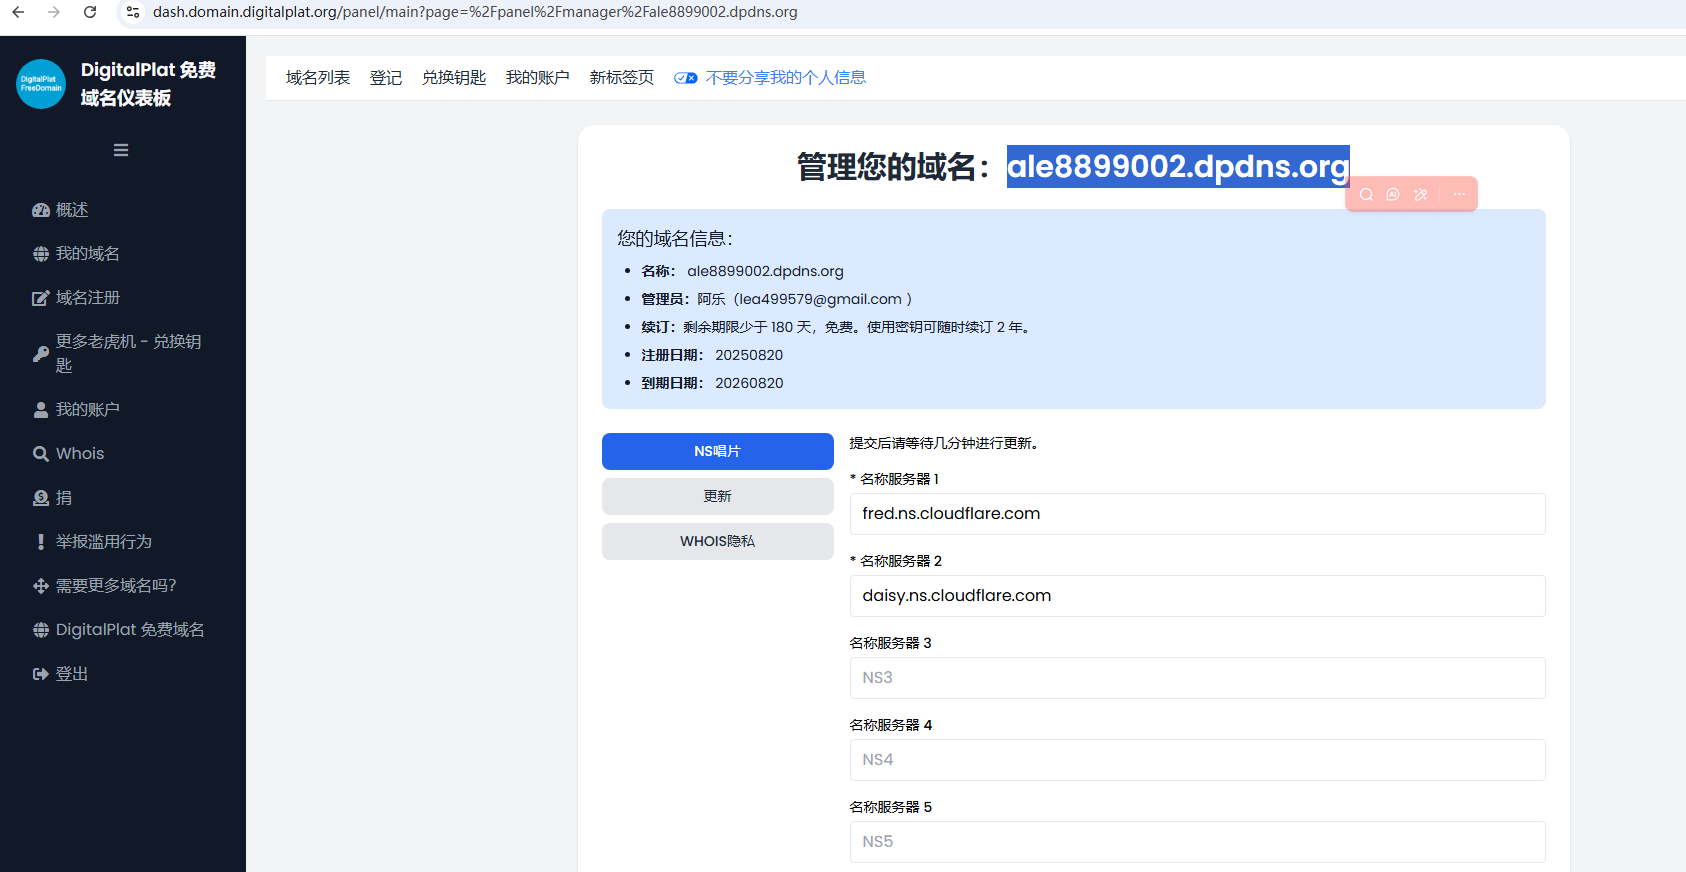 dash.domain.digitalplat.org/panel/main?page=%2Fpanel%2Fmanager%2Fale8899002.dpdns.org
DigitalPlat
FreeDomain
DigitalPlat 免费
域名仪表板
概述
我的域名
域名注册
更多老虎机 - 兑换钥
匙
我的账户
Whois
捐
举报滥用行为
需要更多域名吗?
DigitalPlat 免费域名
登出
域名列表 登记 兑换钥匙 我的账户 新标签页 不要分享我的个人信息
管理您的域名：ale8899002.dpdns.org
您的域名信息：
名称： ale8899002.dpdns.org
管理员：阿乐（lea499579@gmail.com ）
续订：剩余期限少于 180 天，免费。使用密钥可随时续订 2 年。
注册日期： 20250820
到期日期： 20260820
NS唱片
更新
WHOIS隐私
提交后请等待几分钟进行更新。
* 名称服务器 1
fred.ns.cloudflare.com
* 名称服务器 2
daisy.ns.cloudflare.com
名称服务器 3
NS3
名称服务器 4
NS4
名称服务器 5
NS5